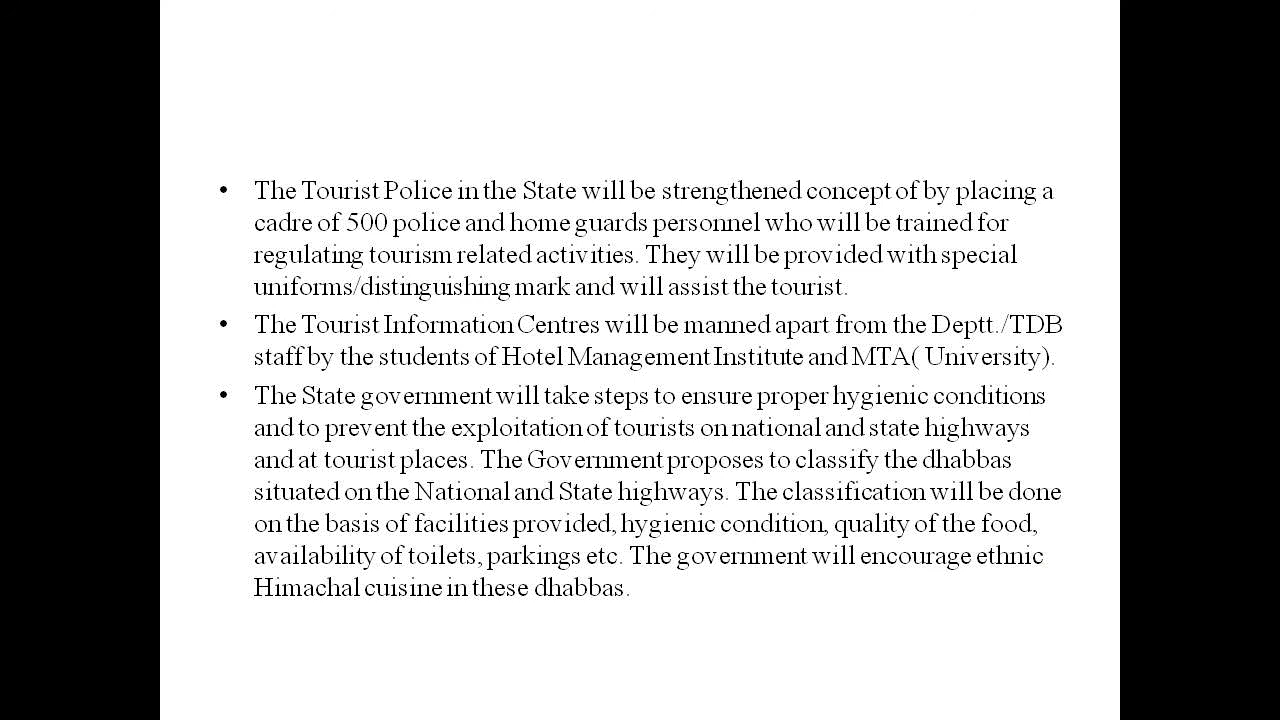 • The Tourist Police in the State will be strengthened concept of by placing a
cadre of 500 police and home guards personnel who will be trained for
regulating tourism related activities. They will be provided with special
uniforms/distinguishing mark and will assist the tourist.
• The Tourist Information Centres will be manned apart from the Deptt./TDB
staff by the students of Hotel Management Institute and MTA( University).
• The State government will take steps to ensure proper hygienic conditions
and to prevent the exploitation of tourists on national and state highways
and at tourist places. The Government proposes to classify the dhabbas
situated on the National and State highways. The classification will be done
on the basis of facilities provided, hygienic condition, quality of the food,
availability of toilets, parkings etc. The government will encourage ethnic
Himachal cuisine in these dhabbas.